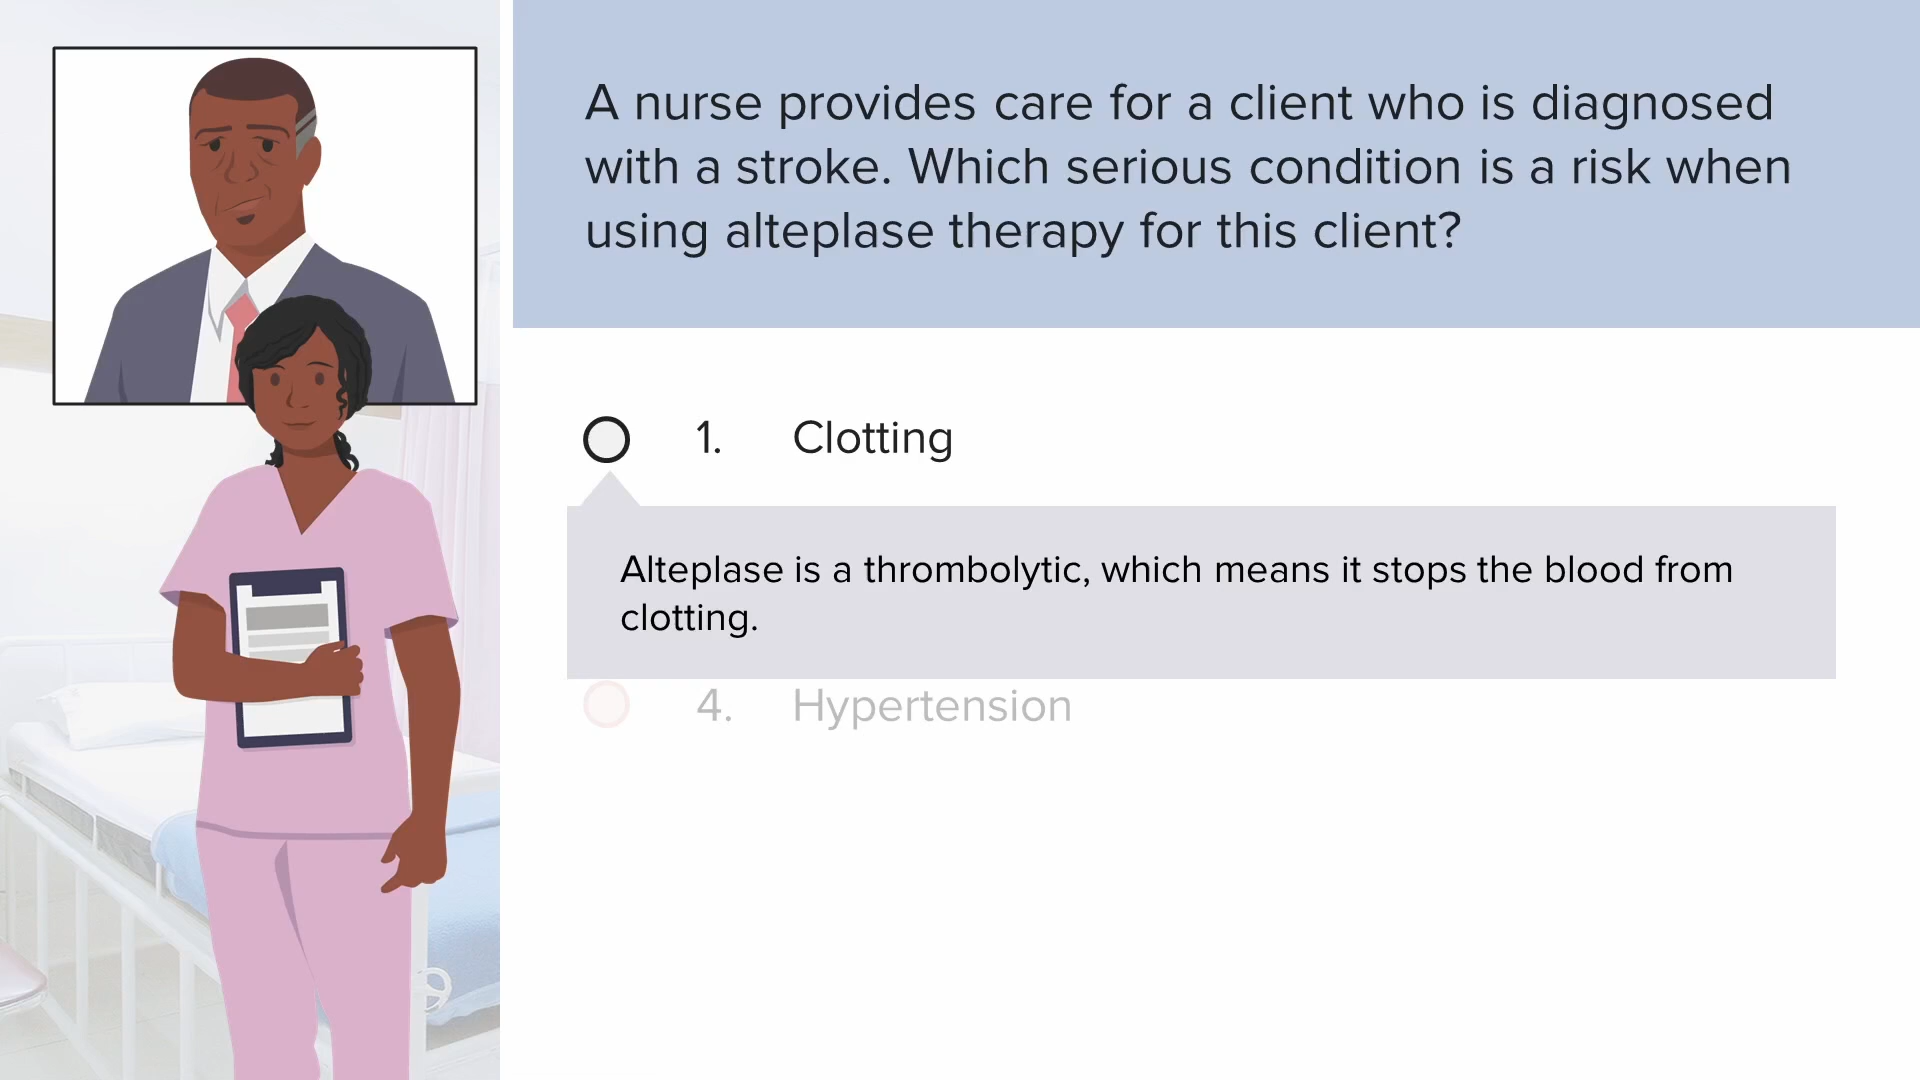 A nurse provides care for a client who is diagnosed
with a stroke. Which serious condition is a risk when
using alteplase therapy for this client?
1. Clotting
Alteplase is a thrombolytic, which means it stops the blood from
clotting.
4. Hypertension